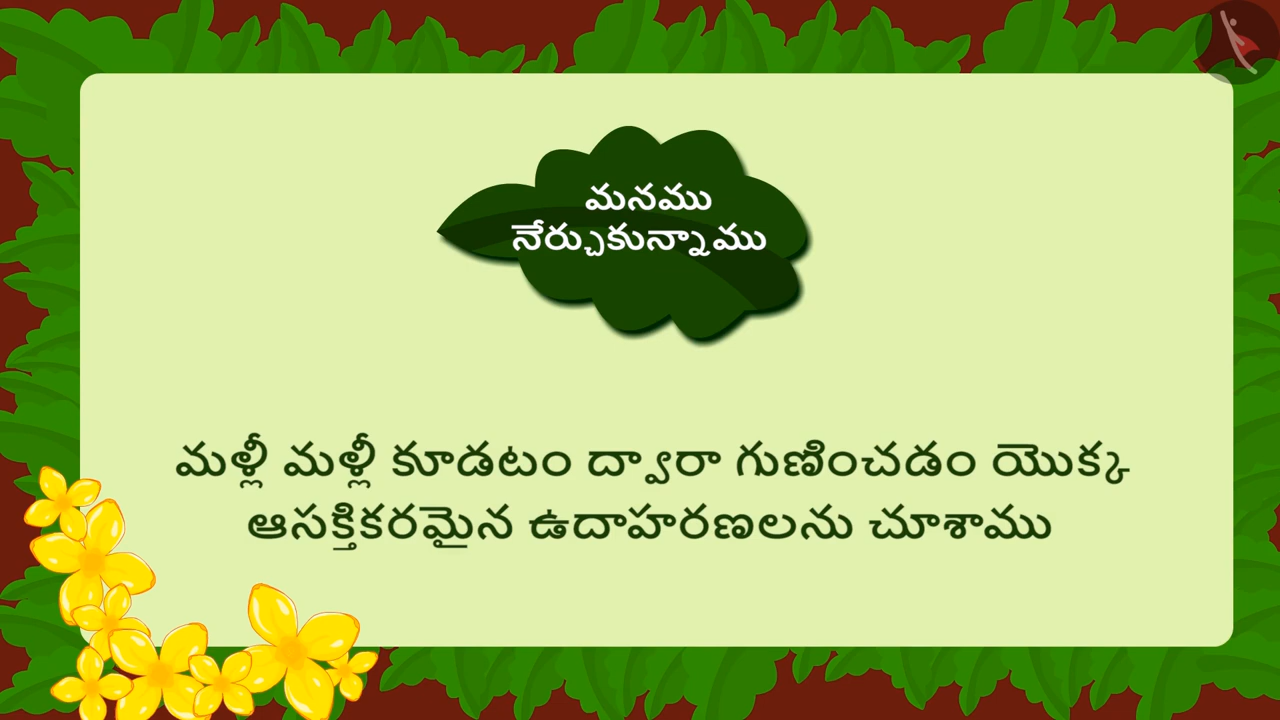 మనము
నేర్చుకున్నాము
మళ్లీ మళ్లీ కూడటం ద్వారా గుణించడం యొక్క
ఆసక్తికరమైన ఉదాహరణలను చూశాము